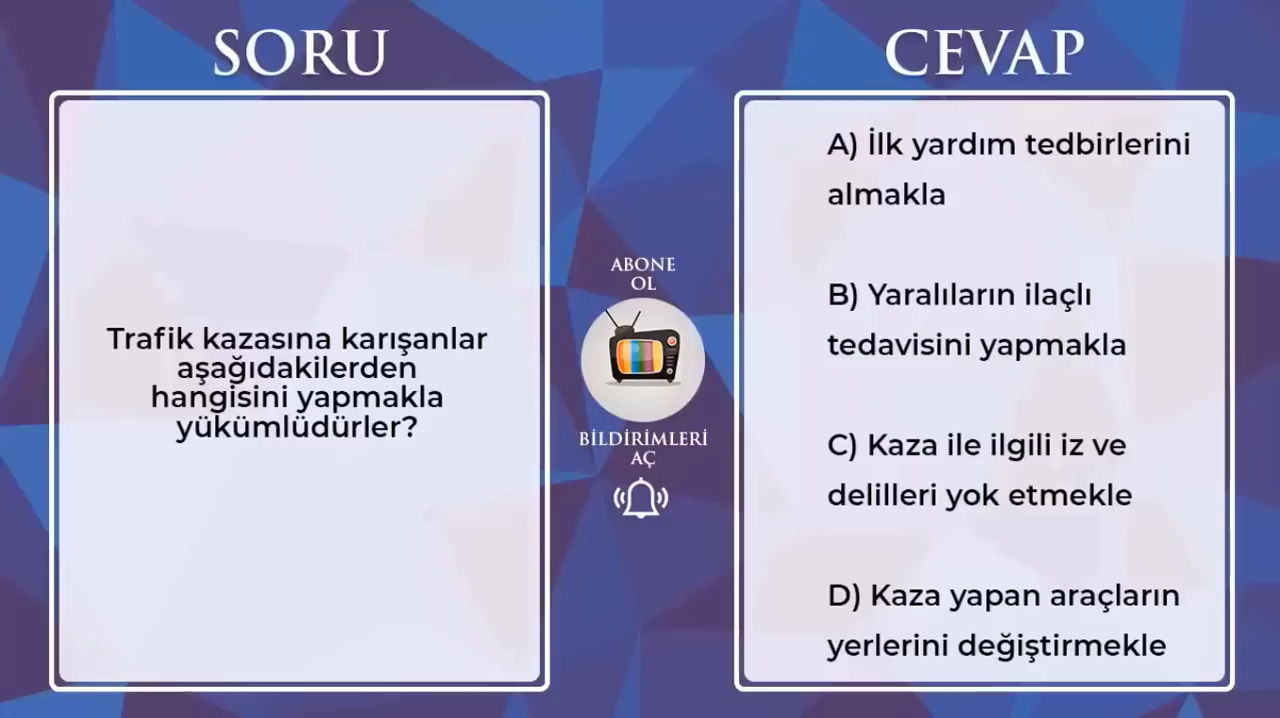 SORU
Trafik kazasına karışanlar
aşağıdakilerden
hangisini yapmakla
yükümlüdürler?
ABONE
OL
BİLDİRİMLERİ
AÇ
CEVAP
A) İlk yardım tedbirlerini
almakla
B) Yaralıların ilaçlı
tedavisini yapmakla
C) Kaza ile ilgili iz ve
delilleri yok etmekle
D) Kaza yapan araçların
yerlerini değiştirmekle